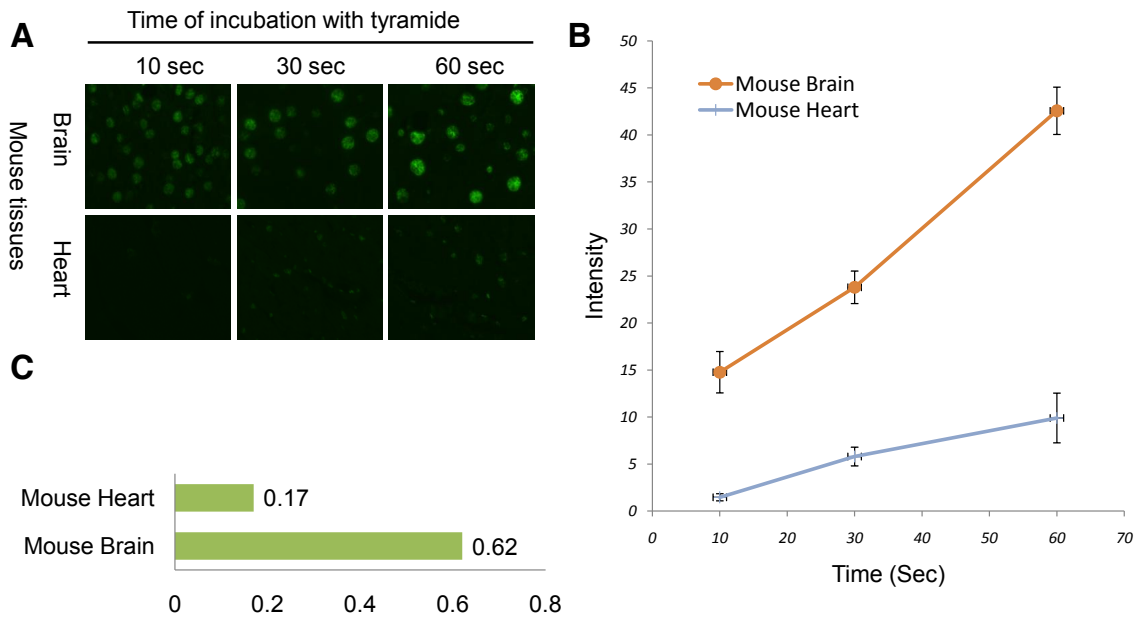 A
Time of incubation with tyramide
10 sec
30 sec
60 sec
Mouse tissues
Brain
Heart
B
50
45
40
35
30
25
20
15
10
5
0
Intensity
Mouse Brain
Mouse Heart
0 10 20 30 40 50 60 70
Time (Sec)
C
Mouse Heart 0.17
Mouse Brain 0.62
0 0.2 0.4 0.6 0.8